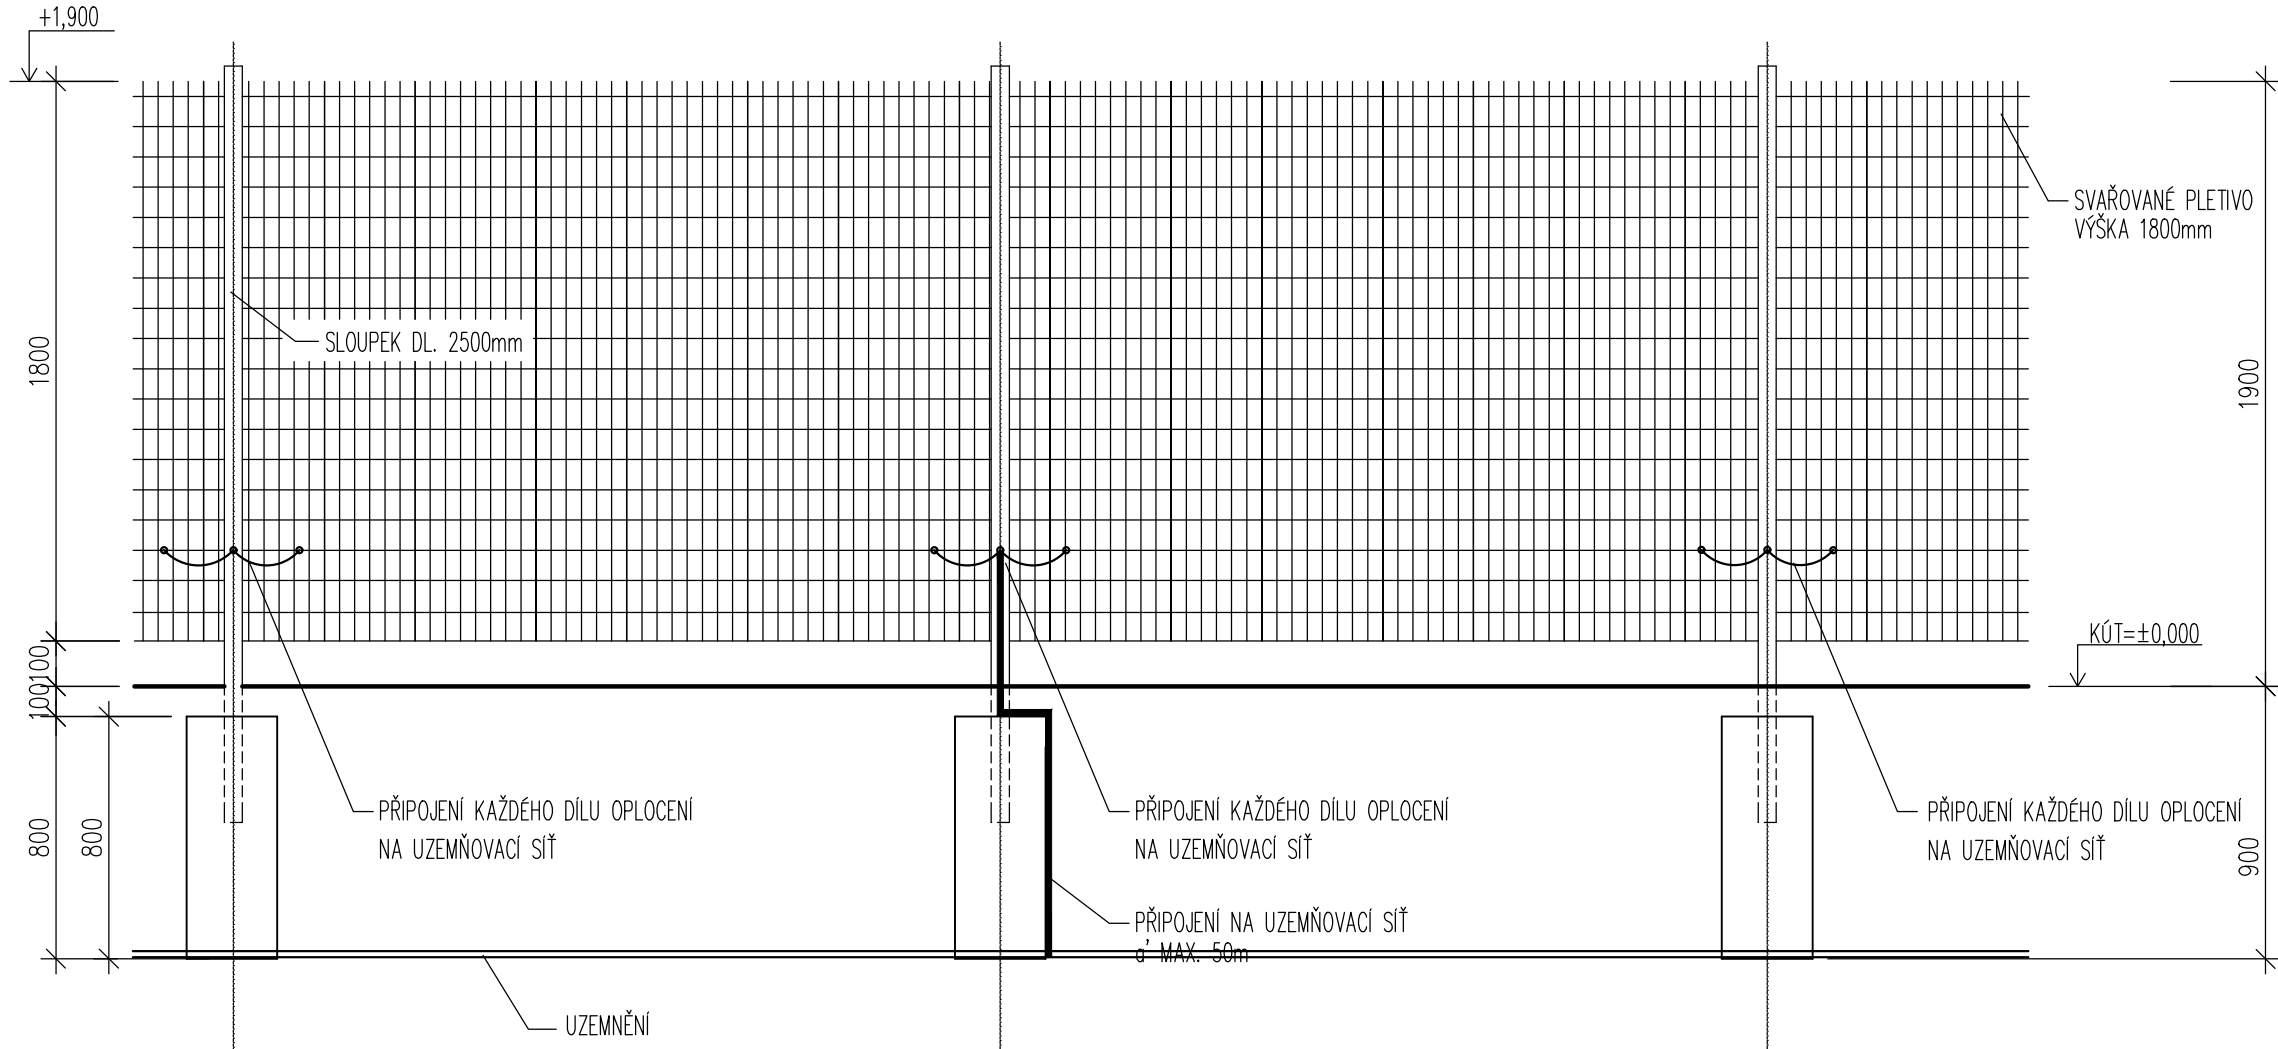 +1,900
SVAŘOVANÉ PLETIVO
VÝŠKA 1800mm
SLOUPEK DL. 2500mm
1800
1900
KÚT=±0,000
100
100
PŘIPOJENÍ KAŽDÉHO DÍLU OPLOCENÍ
NA UZEMŇOVACÍ SÍŤ
PŘIPOJENÍ KAŽDÉHO DÍLU OPLOCENÍ
NA UZEMŇOVACÍ SÍŤ
PŘIPOJENÍ KAŽDÉHO DÍLU OPLOCENÍ
NA UZEMŇOVACÍ SÍŤ
800
800
900
PŘIPOJENÍ NA UZEMŇOVACÍ SÍŤ
a' MAX. 50m
UZEMNĚNÍ